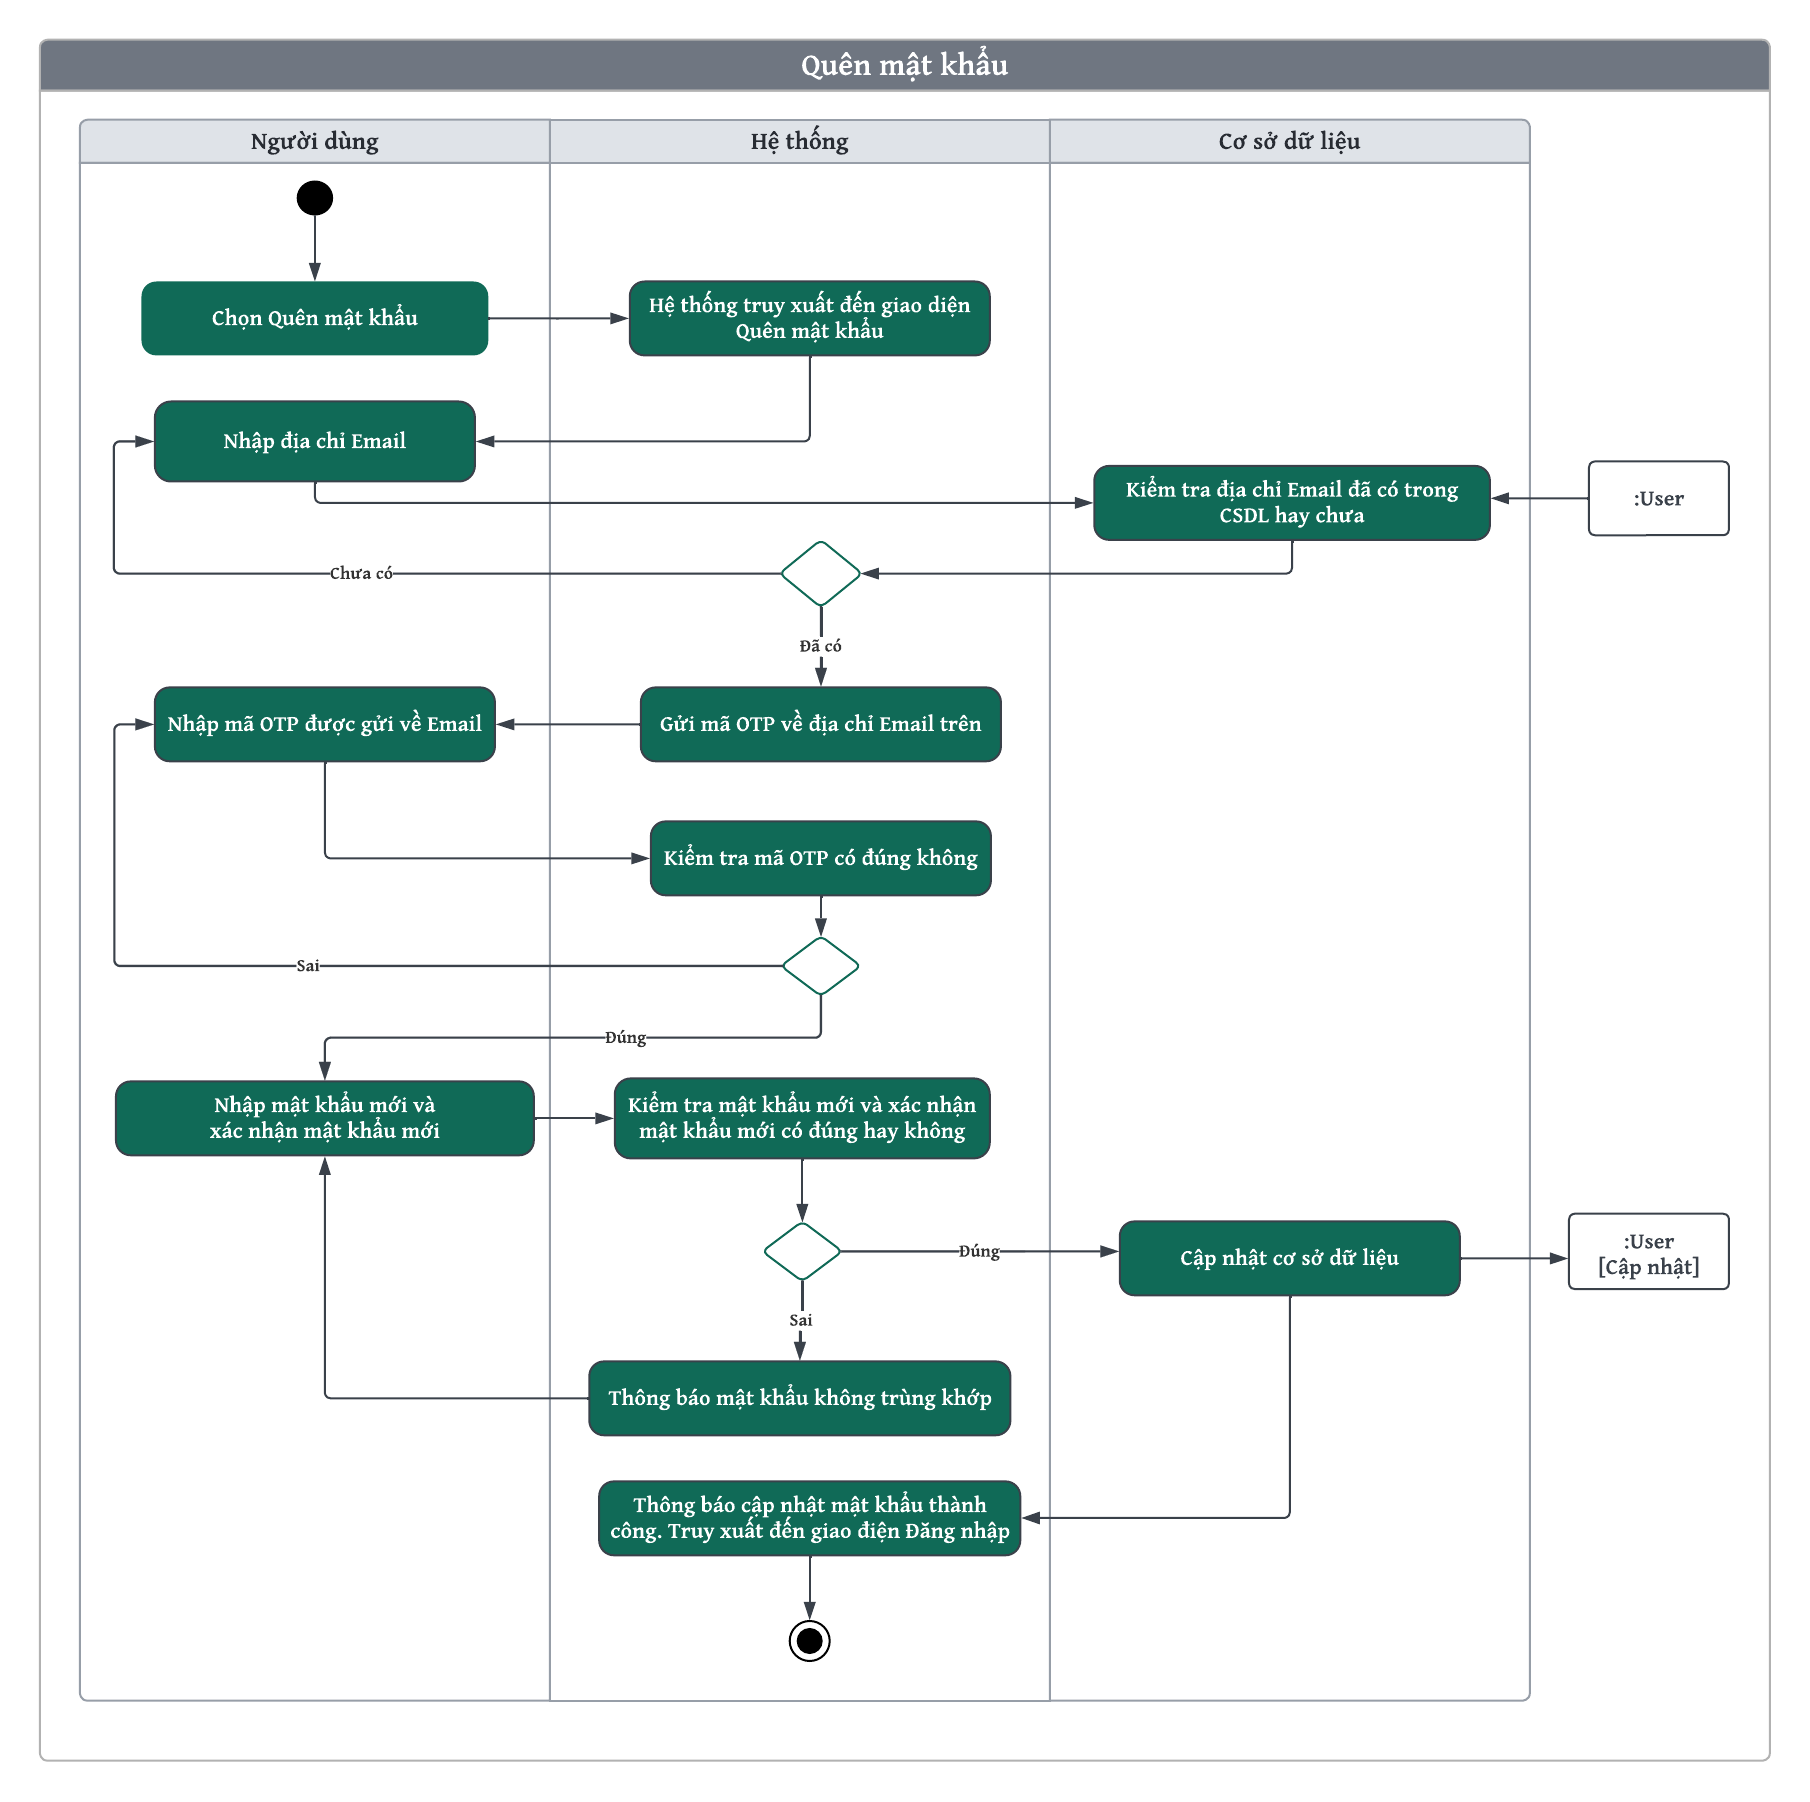 Quên mật khẩu
Người dùng
Hệ thống
Cơ sở dữ liệu
Chọn Quên mật khẩu
Hệ thống truy xuất đến giao diện
Quên mật khẩu
Nhập địa chỉ Email
Kiểm tra địa chỉ Email đã có trong
CSDL hay chưa
:User
Chưa có
Đã có
Nhập mã OTP được gửi về Email
Gửi mã OTP về địa chỉ Email trên
Kiểm tra mã OTP có đúng không
Sai
Đúng
Nhập mật khẩu mới và
xác nhận mật khẩu mới
Kiểm tra mật khẩu mới và xác nhận
mật khẩu mới có đúng hay không
Đúng
Cập nhật cơ sở dữ liệu
:User
[Cập nhật]
Sai
Thông báo mật khẩu không trùng khớp
Thông báo cập nhật mật khẩu thành
công. Truy xuất đến giao điện Đăng nhập